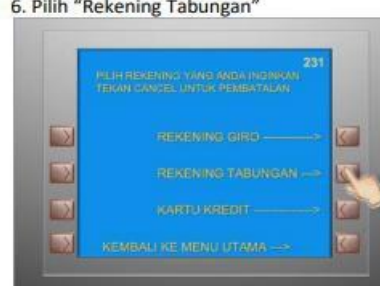 6. Pilih “Rekening Tabungan”
231
PILIH REKENING YANG ANDA INGINKAN
TEKAN CANCEL UNTUK PEMBATALAN
REKENING GIRO ------------>
REKENING TABUNGAN --->
KARTU KREDIT ------------>
KEMBALI KE MENU UTAMA --->